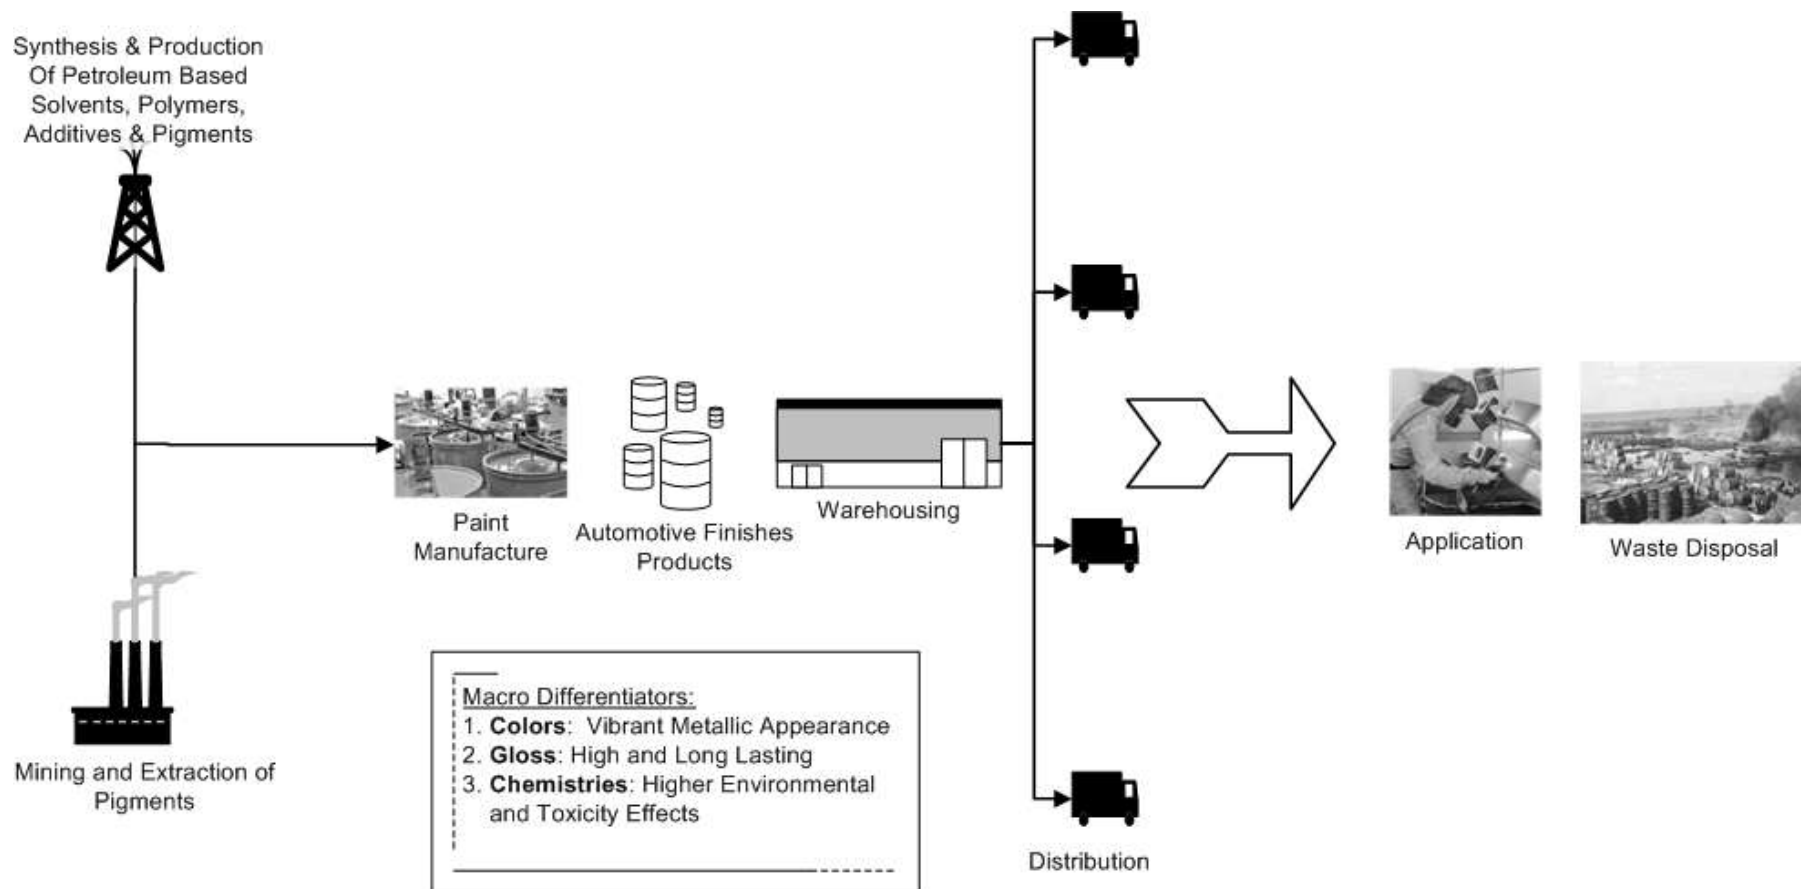 Synthesis & Production
Of Petroleum Based
Solvents, Polymers,
Additives & Pigments
Mining and Extraction of
Pigments
Paint
Manufacture
Automotive Finishes
Products
Warehousing
Distribution
Application
Waste Disposal
Macro Differentiators:
1. Colors: Vibrant Metallic Appearance
2. Gloss: High and Long Lasting
3. Chemistries: Higher Environmental
and Toxicity Effects